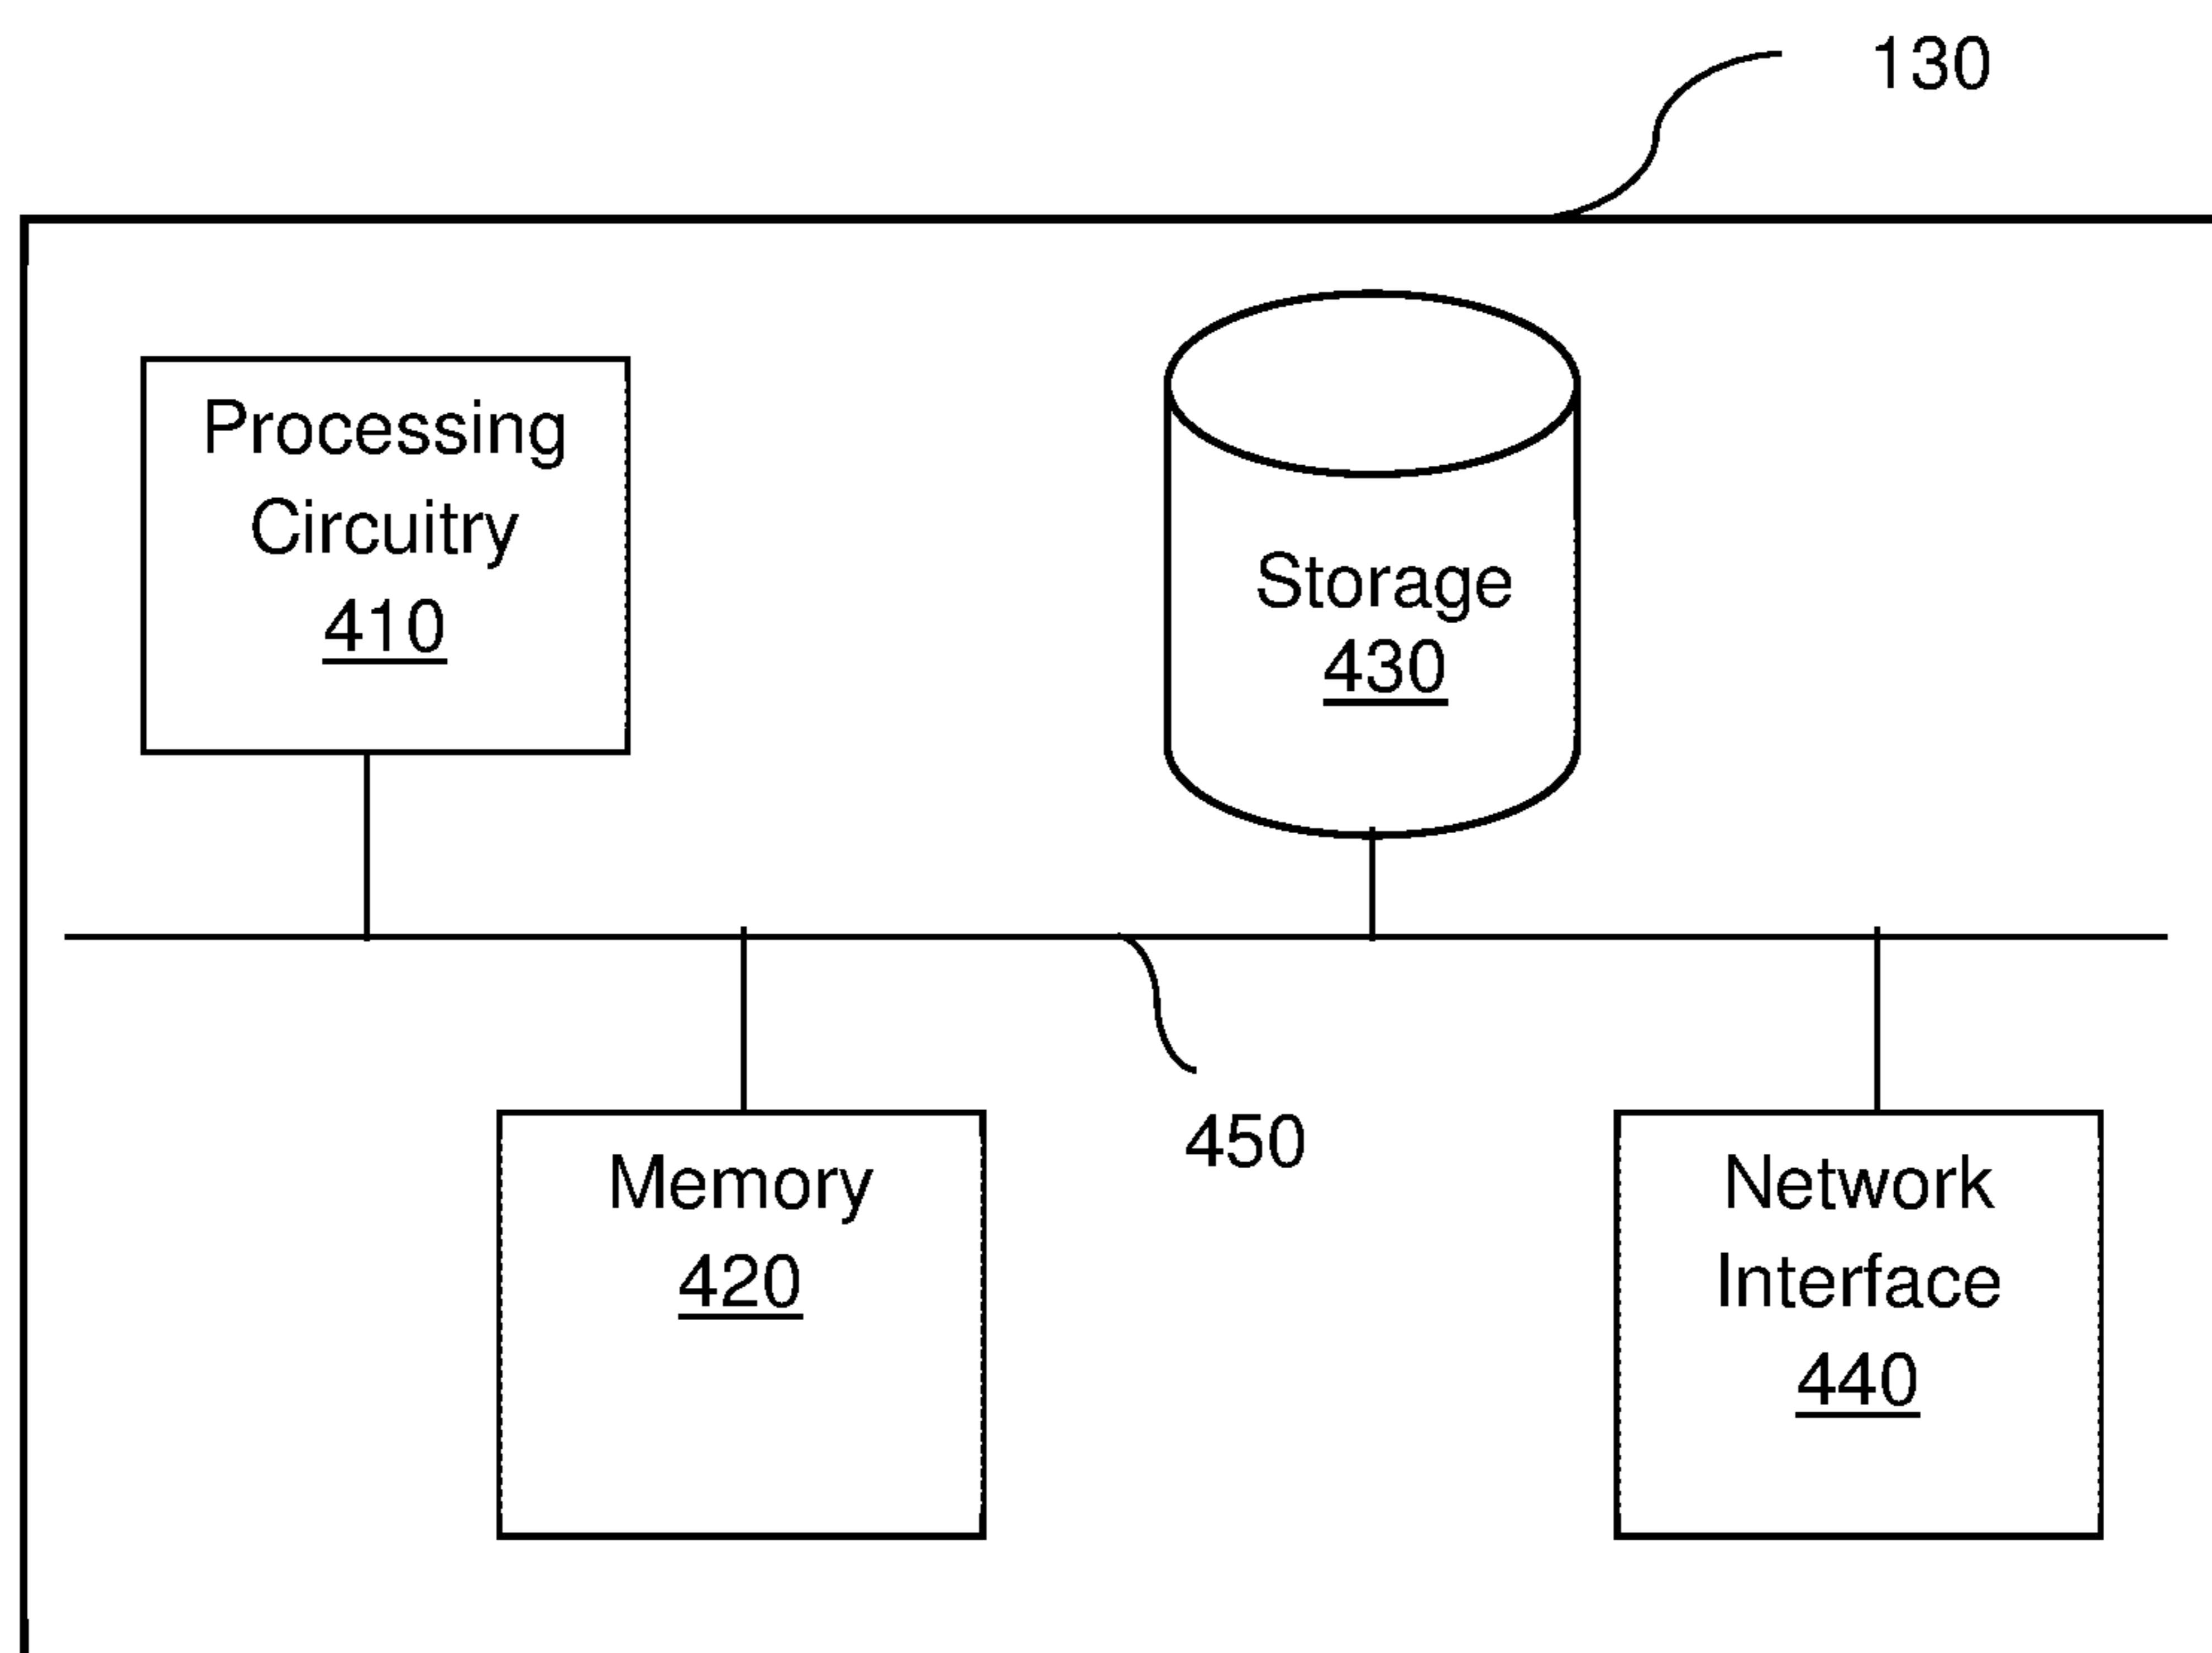 130
Processing
Circuitry
410
Storage
430
450
Memory
420
Network
Interface
440